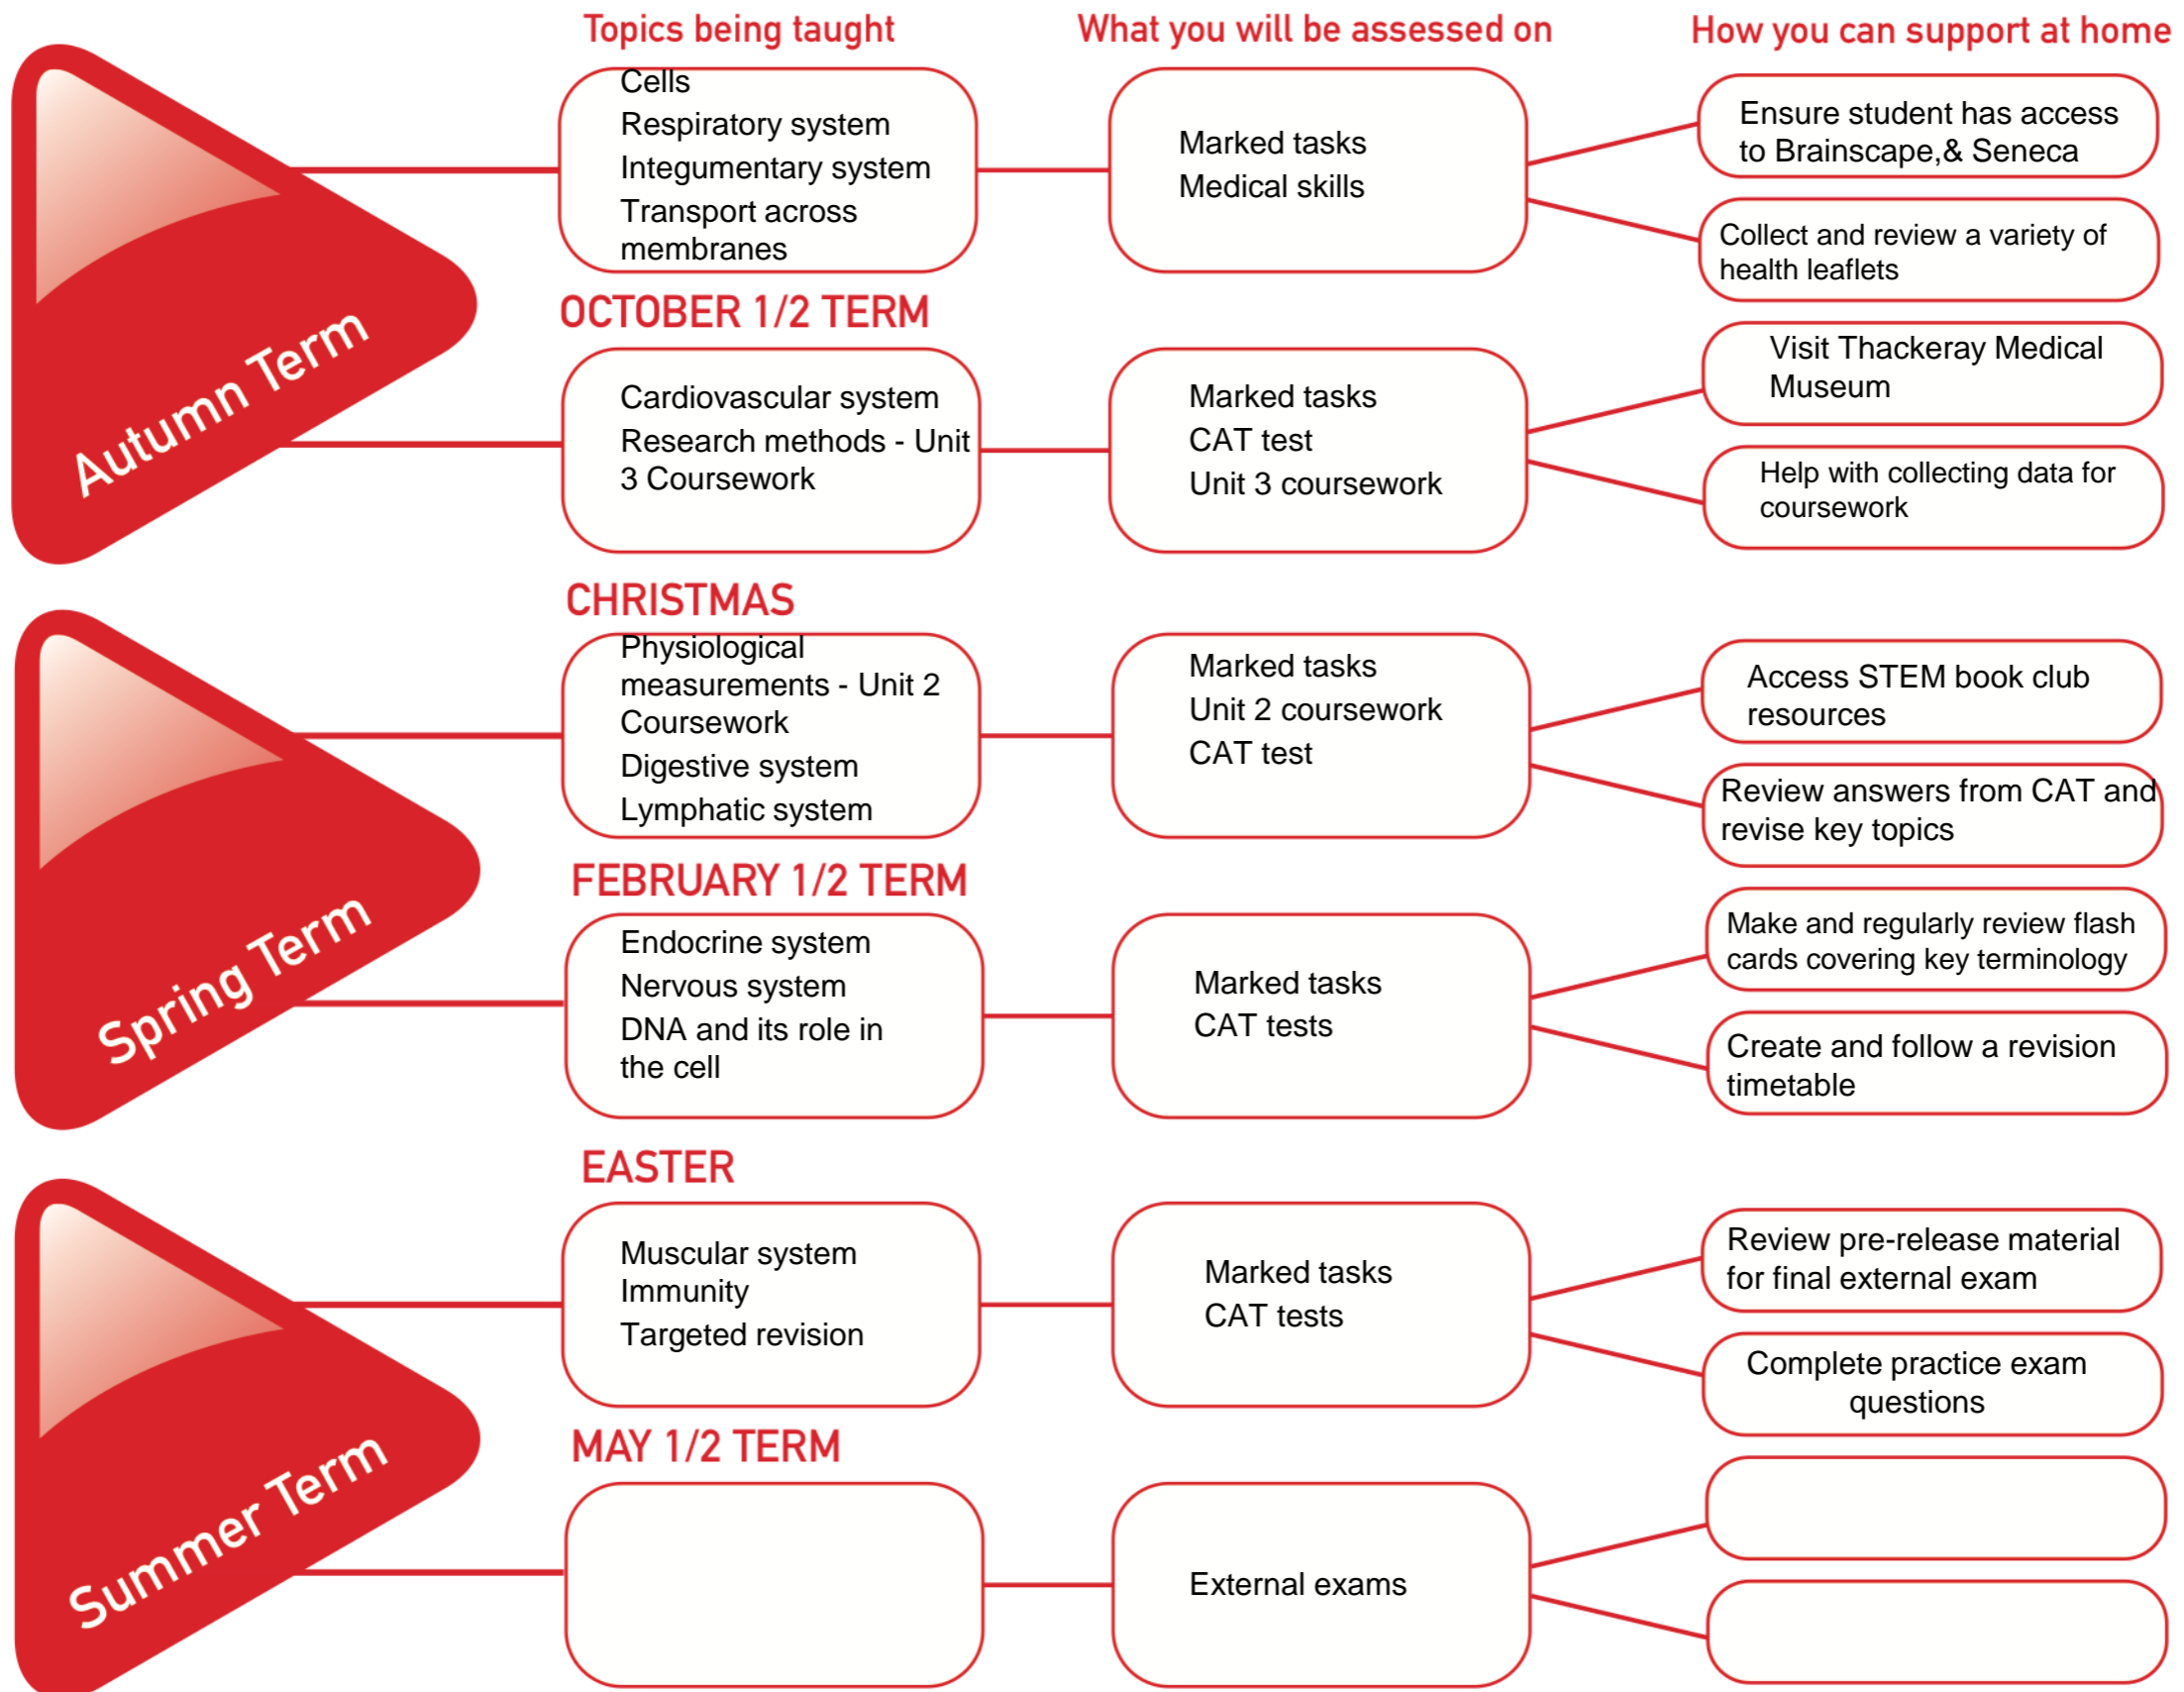 Topics being taught
What you will be assessed on
How you can support at home
Autumn Term
Cells
Respiratory system
Integumentary system
Transport across
membranes
Marked tasks
Medical skills
Ensure student has access
to Brainscape,& Seneca
Collect and review a variety of
health leaflets
OCTOBER 1/2 TERM
Cardiovascular system
Research methods - Unit
3 Coursework
Marked tasks
CAT test
Unit 3 coursework
Visit Thackeray Medical
Museum
Help with collecting data for
coursework
CHRISTMAS
Spring Term
Physiological
measurements - Unit 2
Coursework
Digestive system
Lymphatic system
Marked tasks
Unit 2 coursework
CAT test
Access STEM book club
resources
Review answers from CAT and
revise key topics
FEBRUARY 1/2 TERM
Endocrine system
Nervous system
DNA and its role in
the cell
Marked tasks
CAT tests
Make and regularly review flash
cards covering key terminology
Create and follow a revision
timetable
EASTER
Summer Term
Muscular system
Immunity
Targeted revision
Marked tasks
CAT tests
Review pre-release material
for final external exam
Complete practice exam
questions
MAY 1/2 TERM
External exams